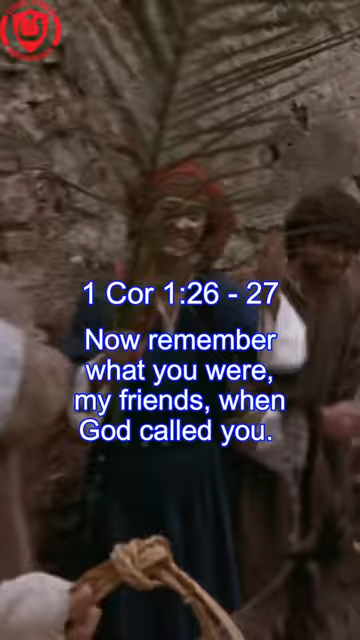 1 Cor 1:26 - 27
Now remember
what you were,
my friends, when
God called you.